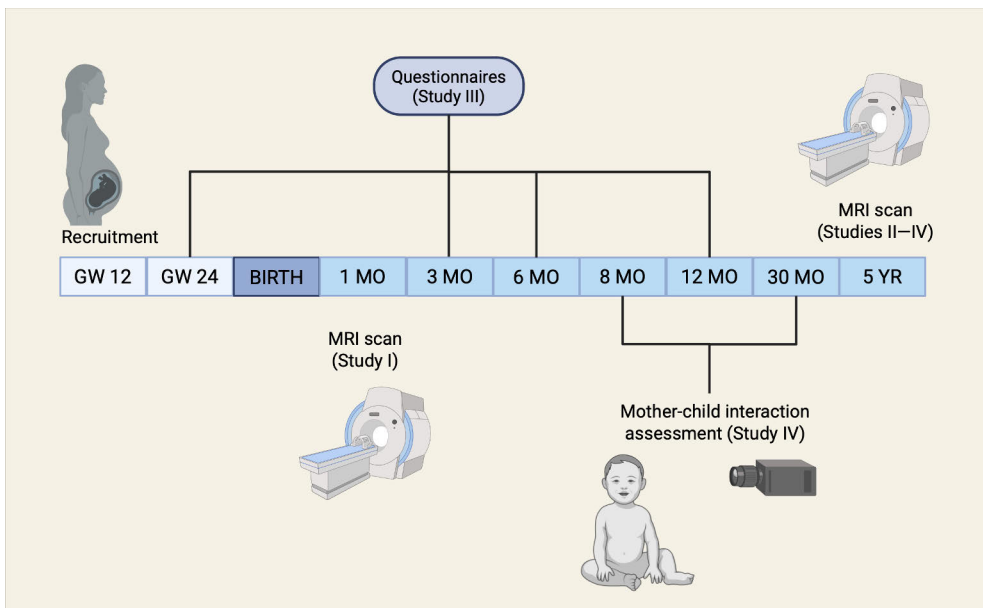 Questionnaires
(Study III)
Recruitment
MRI scan
(Studies II—IV)
GW 12 GW 24 BIRTH 1 MO 3 MO 6 MO 8 MO 12 MO 30 MO 5 YR
MRI scan
(Study I)
Mother-child interaction
assessment (Study IV)